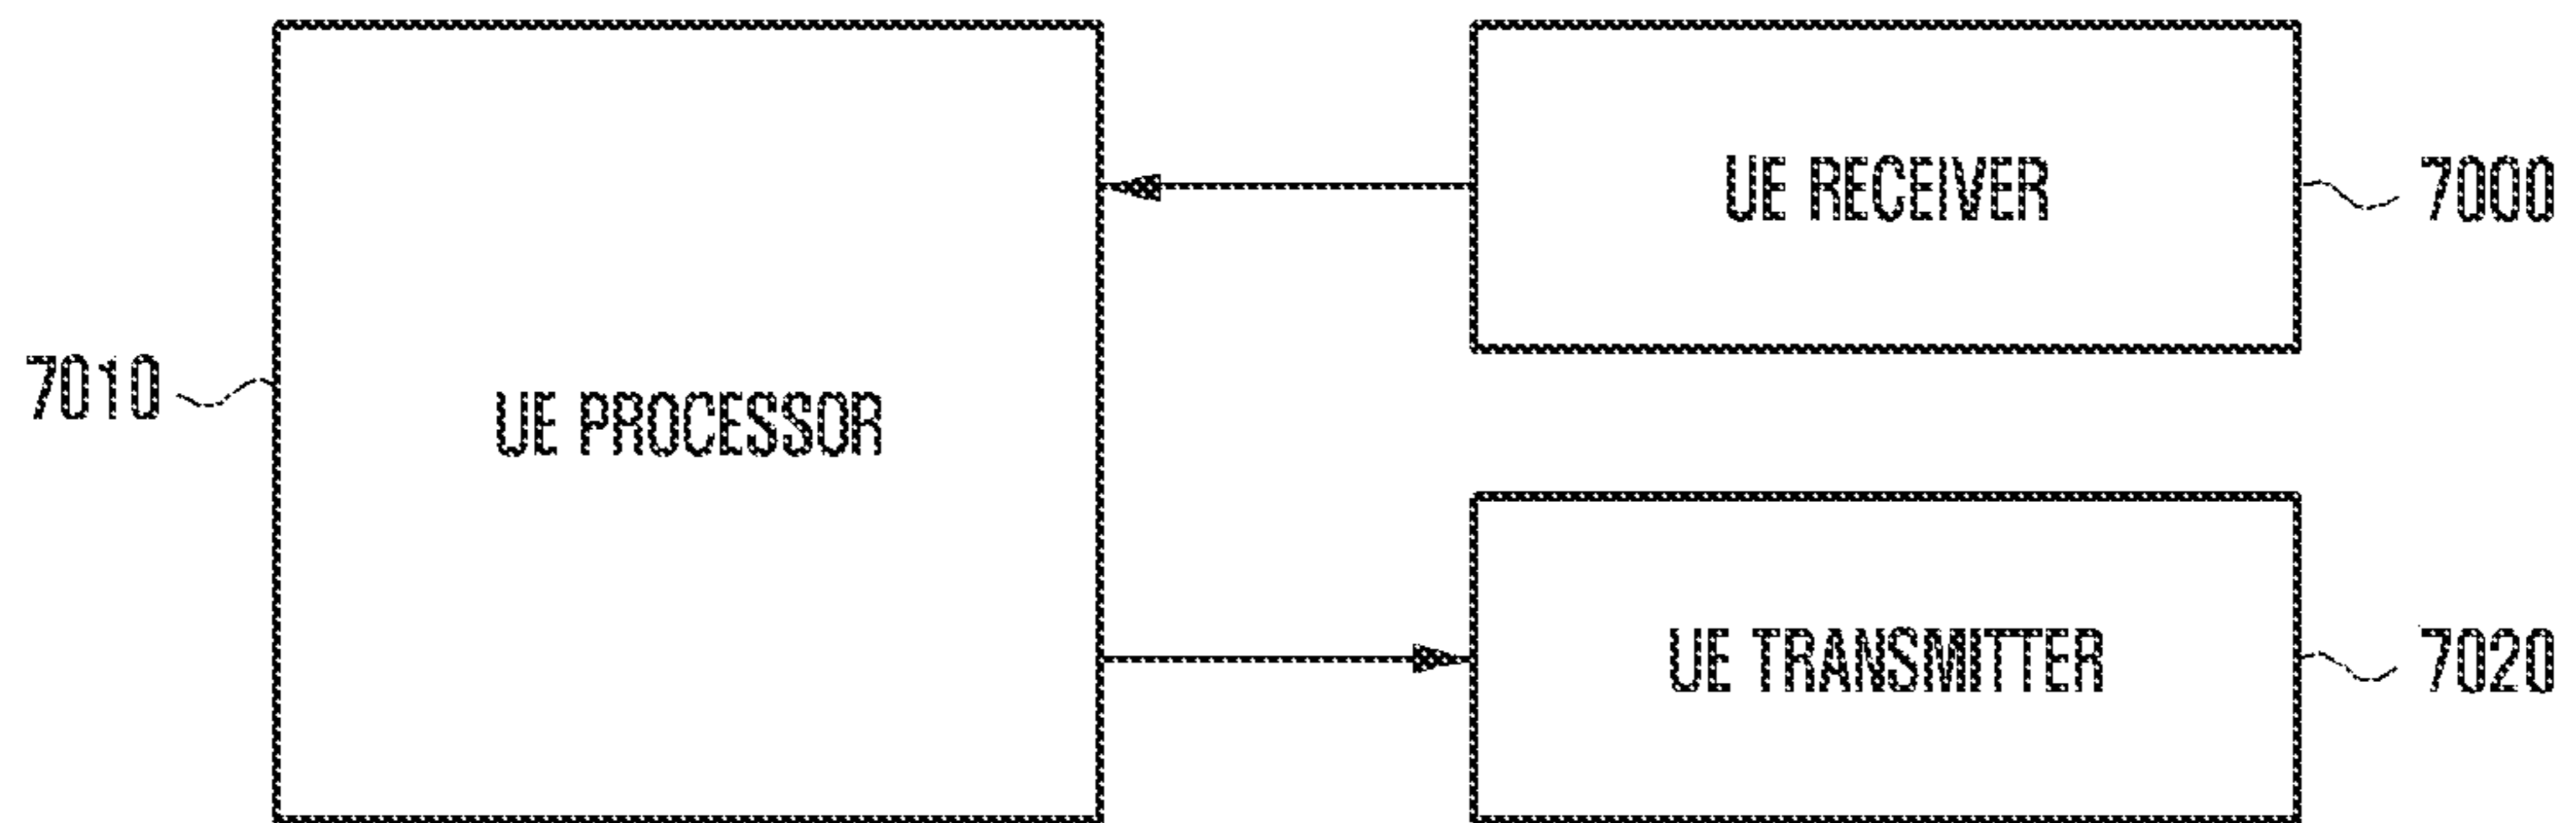 UE RECEIVER
7000
7010
UE PROCESSOR
UE TRANSMITTER
7020